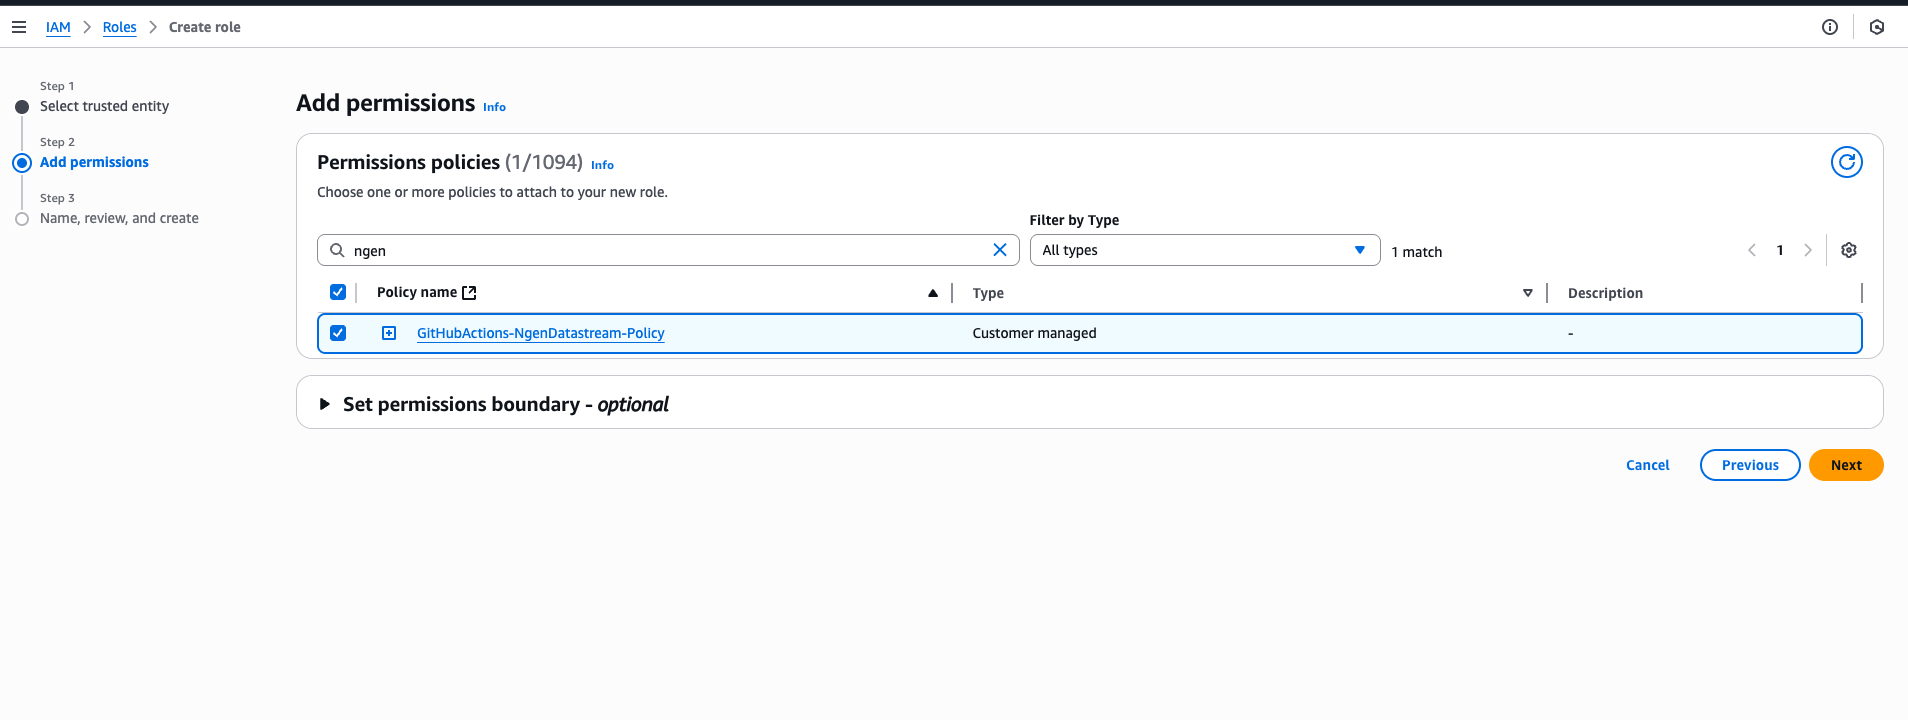 IAM > Roles > Create role
Step 1
Select trusted entity
Step 2
Add permissions
Step 3
Name, review, and create
Add permissions Info
Permissions policies (1/1094) Info
Choose one or more policies to attach to your new role.
Filter by Type
ngen
All types
1 match
1
Policy name
Type
Description
GitHubActions-NgenDatastream-Policy
Customer managed
-
Set permissions boundary - optional
Cancel
Previous
Next